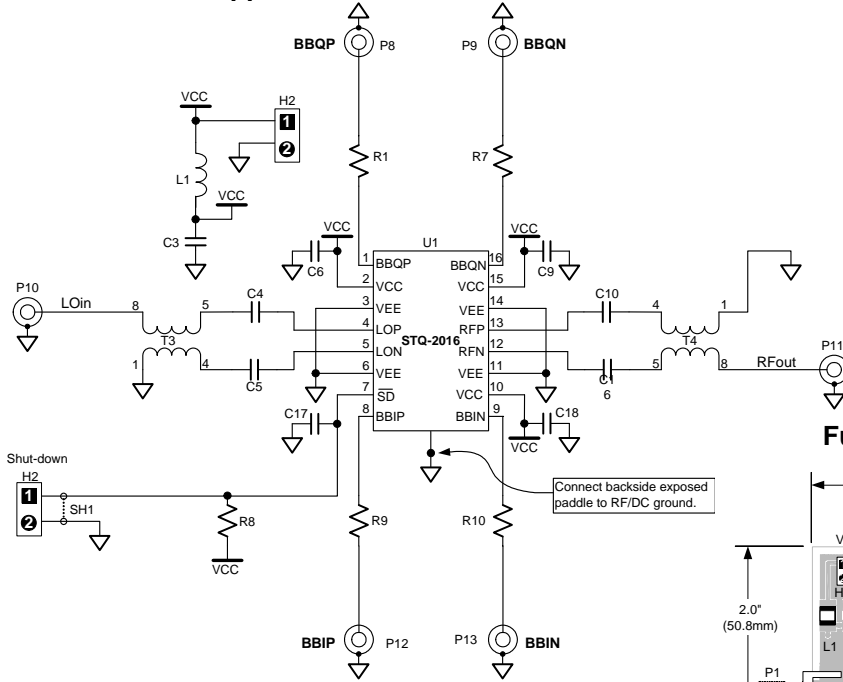 BBQP P8 P9 BBQN
VCC H2
1
2
L1
VCC
C3
R1 R7
VCC U1 VCC
C6 C9
1 BBQP BBQN 16
2 VCC VCC 15
3 VEE VEE 14
4 LOP RFP 13
STQ-2016
5 LON RFN 12
6 VEE VEE 11
7 SD VCC 10
8 BBIP BBIN 9
P10
LOin 8 5 C4
T3
1 4 C5
C10 4 1
T4
C1
6
5 8 RFout P11
C17 C18
VCC
Shut-down
H2
1
2
SH1
R8
VCC
R9 R10
Connect backside exposed
paddle to RF/DC ground.
BBIP P12 P13 BBIN
2.0"
(50.8mm)
L1
P1